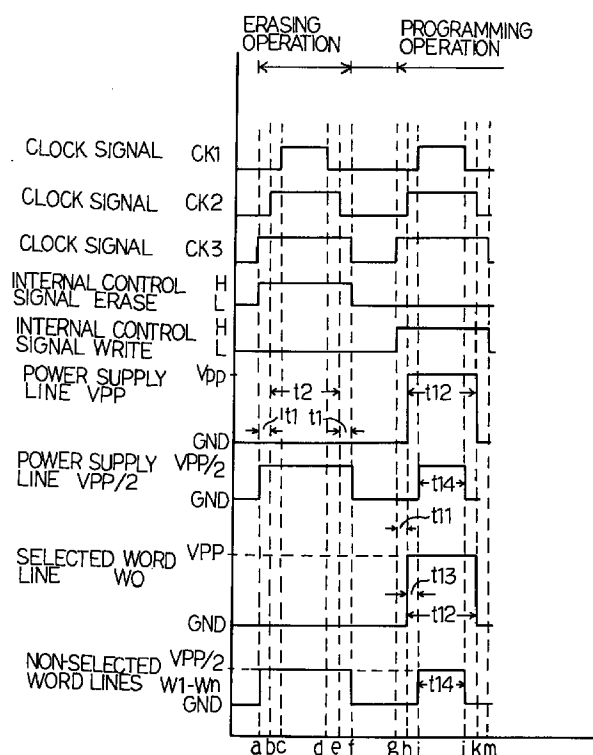 ERASING OPERATION
PROGRAMMING OPERATION
CLOCK SIGNAL CK1
CLOCK SIGNAL CK2
CLOCK SIGNAL CK3
INTERNAL CONTROL H
SIGNAL ERASE L
INTERNAL CONTROL H
SIGNAL WRITE L
POWER SUPPLY Vpp
LINE VPP
t2
t12
t1 t1
GND
POWER SUPPLY VPP/2
LINE VPP/2
t14
GND
t11
SELECTED WORD VPP
LINE W0
t13
t12
GND
NON-SELECTED VPP/2
WORD LINES W1-Wn
t14
GND
a b c d e f g h i j k m